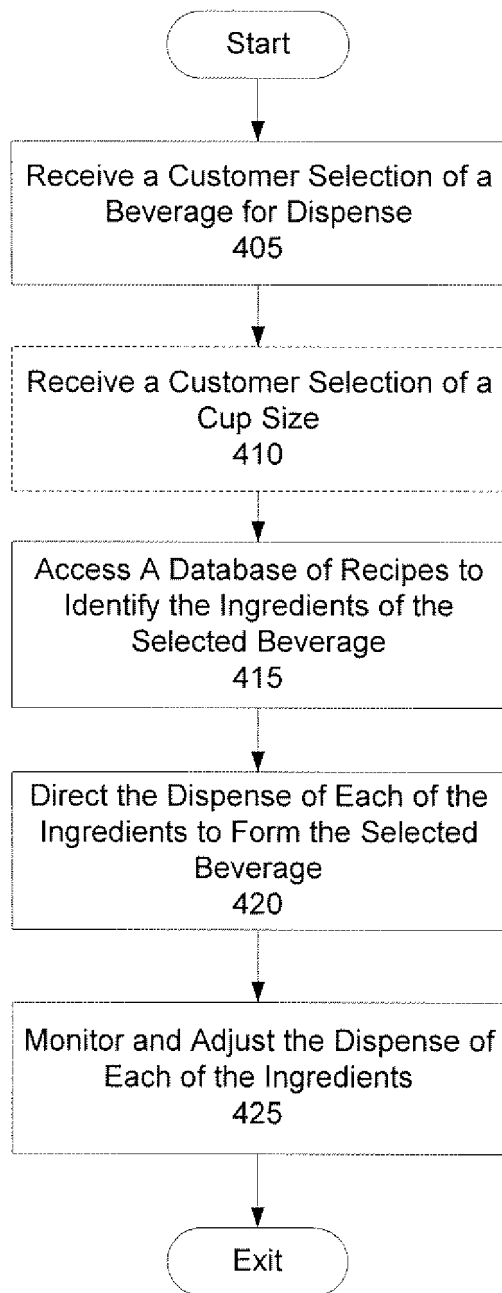 Start
Receive a Customer Selection of a
Beverage for Dispense
405
Receive a Customer Selection of a
Cup Size
410
Access A Database of Recipes to
Identify the Ingredients of the
Selected Beverage
415
Direct the Dispense of Each of the
Ingredients to Form the Selected
Beverage
420
Monitor and Adjust the Dispense of
Each of the Ingredients
425
Exit